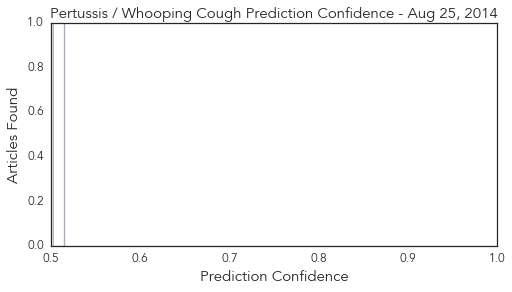 Pertussis / Whooping Cough Prediction Confidence - Aug 25, 2014
1.0
0.8
0.6
0.4
0.2
0.0
Articles Found
0.5 0.6 0.7 0.8 0.9 1.0
Prediction Confidence